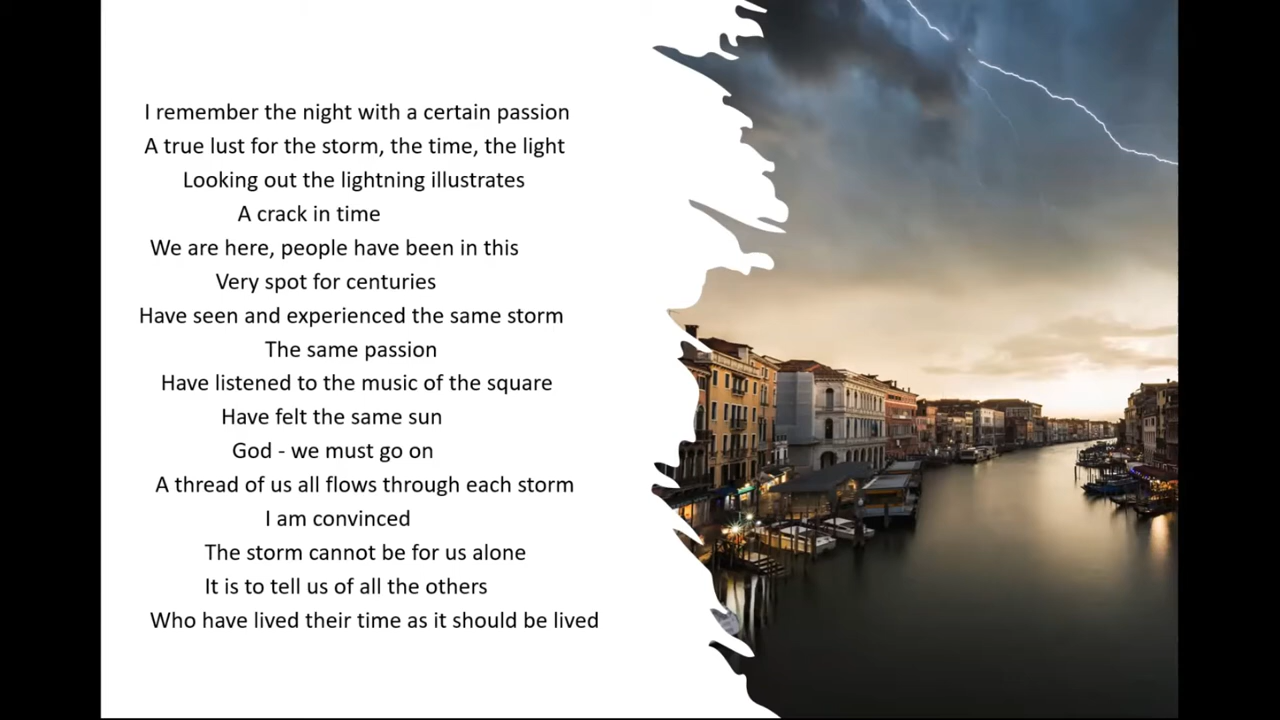 I remember the night with a certain passion
A true lust for the storm, the time, the light
Looking out the lightning illustrates
A crack in time
We are here, people have been in this
Very spot for centuries
Have seen and experienced the same storm
The same passion
Have listened to the music of the square
Have felt the same sun
God - we must go on
A thread of us all flows through each storm
I am convinced
The storm cannot be for us alone
It is to tell us of all the others
Who have lived their time as it should be lived